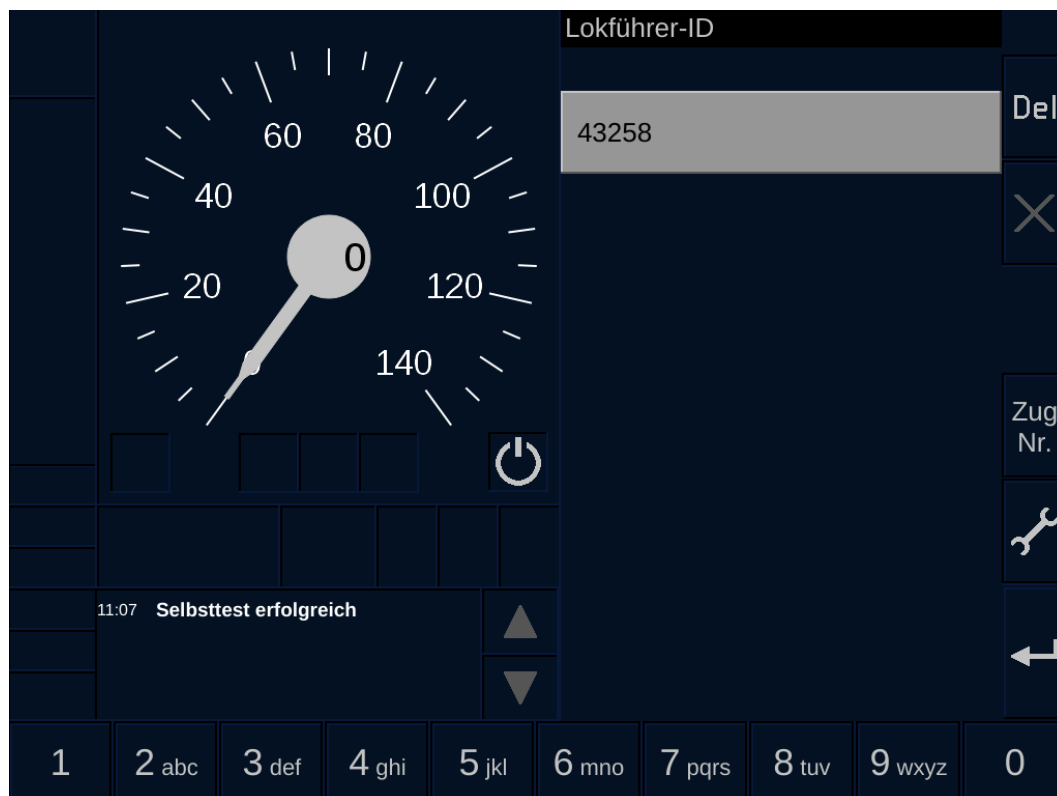 Lokführer-ID
43258
Del
60
80
40
100
0
20
120
140
Zug
Nr.
11:07 Selbsttest erfolgreich
1
2 abc
3 def
4 ghi
5 jkl
6 mno
7 pqrs
8 tuv
9 wxyz
0